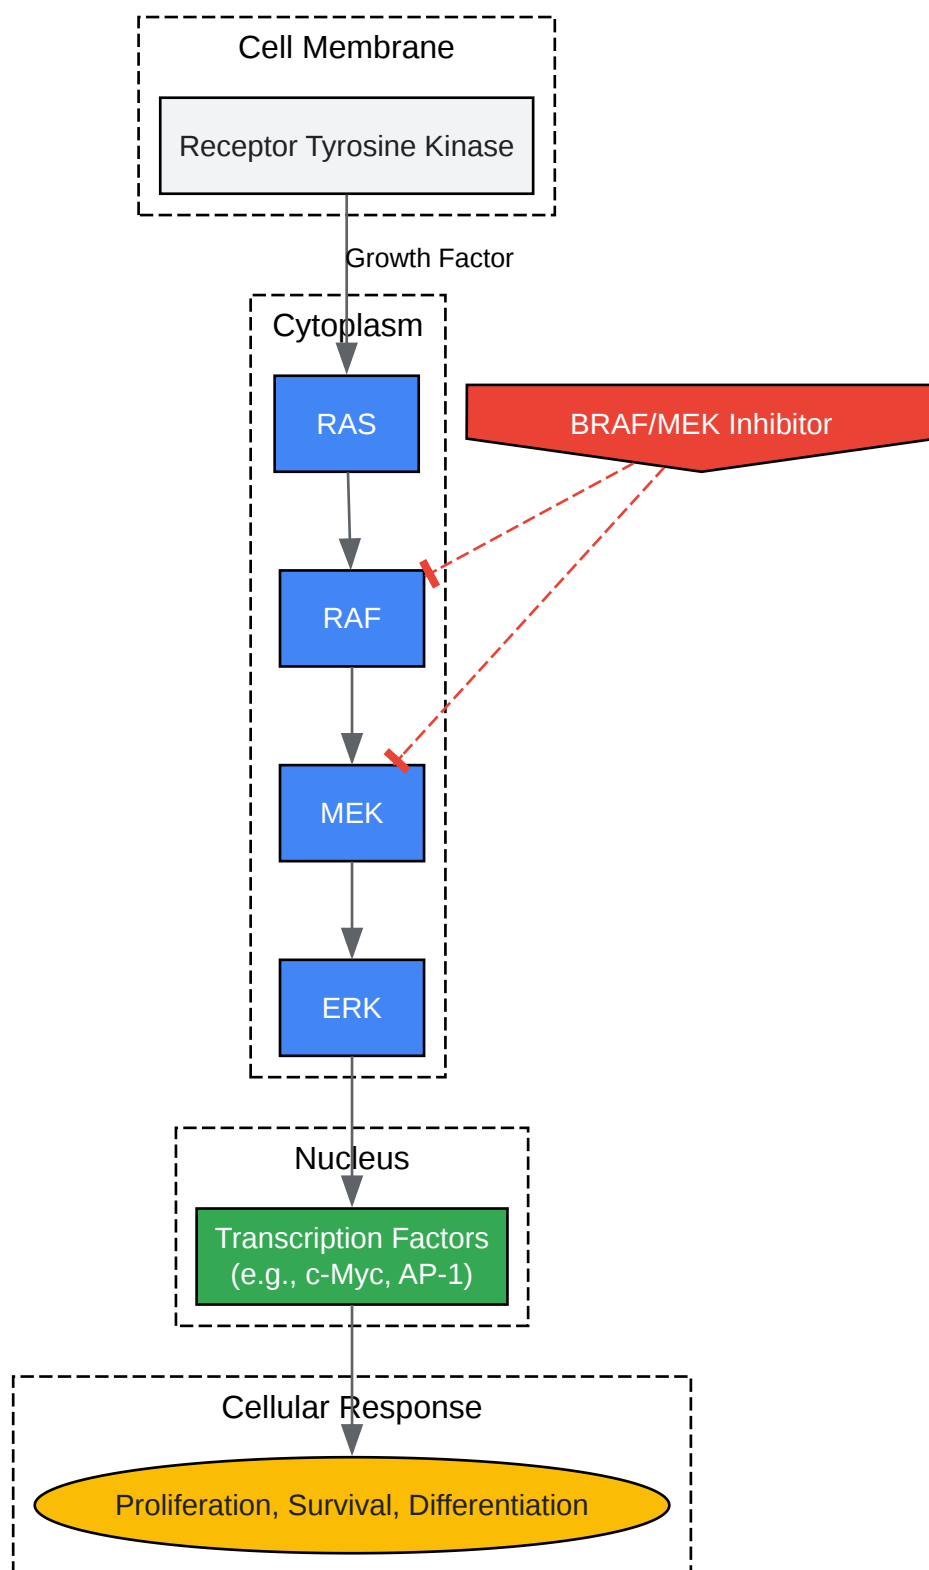 Cell Membrane
Receptor Tyrosine Kinase
Growth Factor
Cytoplasm
RAS
BRAF/MEK Inhibitor
RAF
MEK
ERK
Nucleus
Transcription Factors
(e.g., c-Myc, AP-1)
Cellular Response
Proliferation, Survival, Differentiation